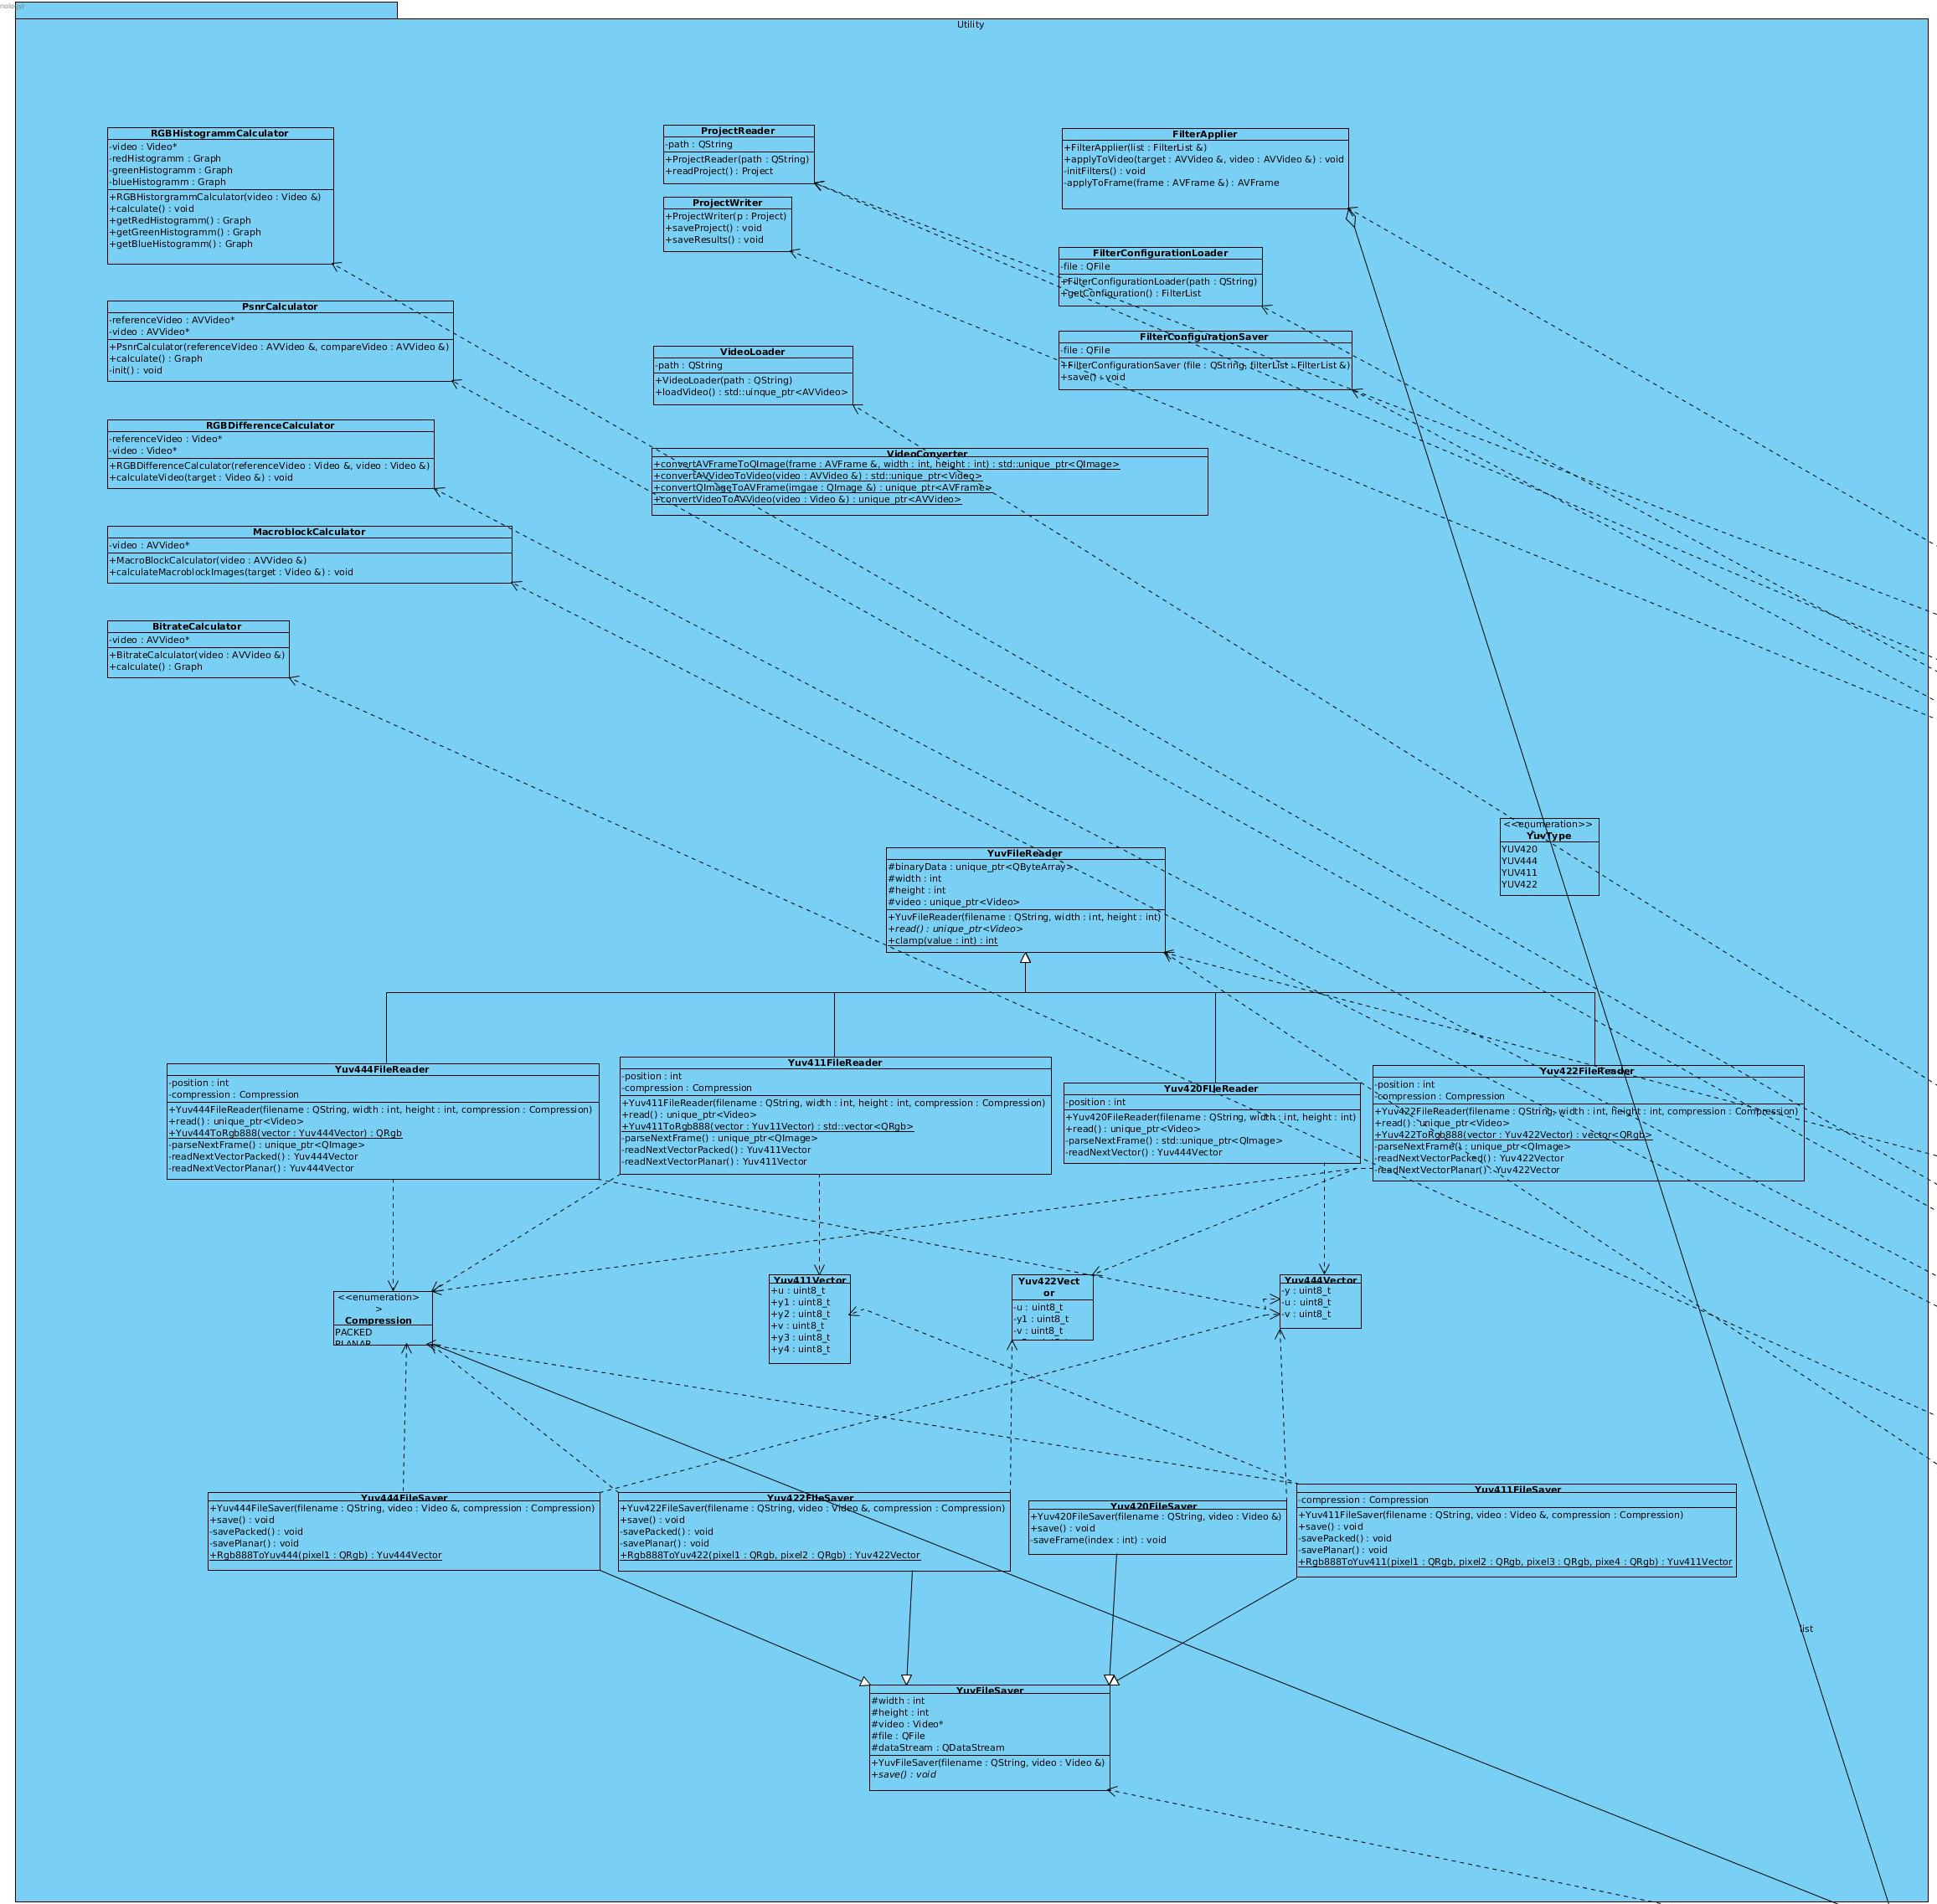 Utility
RGBHistogrammCalculator
-video : Video*
-redHistogramm : Graph
-greenHistogramm : Graph
-blueHistogramm : Graph
+RGBHistorgrammCalculator(video : Video &)
+calculate() : void
+getRedHistogramm() : Graph
+getGreenHistogramm() : Graph
+getBlueHistogramm() : Graph
ProjectReader
-path : QString
+ProjectReader(path : QString)
+readProject() : Project
ProjectWriter
+ProjectWriter(p : Project)
+saveProject() : void
+saveResults() : void
FilterApplier
+FilterApplier(list : FilterList &)
+applyToVideo(target : AVVideo &, video : AVVideo &) : void
-initFilters() : void
-applyToFrame(frame : AVFrame &) : AVFrame
FilterConfigurationLoader
-file : QFile
+FilterConfigurationLoader(path : QString)
+getConfiguration() : FilterList
FilterConfigurationSaver
-file : QFile
+FilterConfigurationSaver (file : QString, filterList : FilterList &)
+save() : void
PsnrCalculator
-referenceVideo : AVVideo*
-video : AVVideo*
+PsnrCalculator(referenceVideo : AVVideo &, compareVideo : AVVideo &)
+calculate() : Graph
-init() : void
VideoLoader
-path : QString
+VideoLoader(path : QString)
+loadVideo() : std::uinque_ptr<AVVideo>
RGBDifferenceCalculator
-referenceVideo : Video*
-video : Video*
+RGBDifferenceCalculator(referenceVideo : Video &, video : Video &)
+calculateVideo(target : Video &) : void
VideoConverter
+convertAVFrameToQImage(frame : AVFrame &, width : int, height : int) : std::unique_ptr<QImage>
+convertAVVideoToVideo(video : AVVideo &) : std::unique_ptr<Video>
+convertQImageToAVFrame(imgae : QImage &) : unique_ptr<AVFrame>
+convertVideoToAVVideo(video : Video &) : unique_ptr<AVVideo>
MacroblockCalculator
-video : AVVideo*
+MacroBlockCalculator(video : AVVideo &)
+calculateMacroblockImages(target : Video &) : void
BitrateCalculator
-video : AVVideo*
+BitrateCalculator(video : AVVideo &)
+calculate() : Graph
<<enumeration>>
YuvType
YUV420
YUV444
YUV411
YUV422
YuvFileReader
#binaryData : unique_ptr<QByteArray>
#width : int
#height : int
#video : unique_ptr<Video>
+YuvFileReader(filename : QString, width : int, height : int)
+read() : unique_ptr<Video>
+clamp(value : int) : int
Yuv444FileReader
-position : int
-compression : Compression
+Yuv444FileReader(filename : QString, width : int, height : int, compression : Compression)
+read() : unique_ptr<Video>
+Yuv444ToRgb888(vector : Yuv444Vector) : QRgb
-parseNextFrame() : unique_ptr<QImage>
-readNextVectorPacked() : Yuv444Vector
-readNextVectorPlanar() : Yuv444Vector
Yuv411FileReader
-position : int
-compression : Compression
+Yuv411FileReader(filename : QString, width : int, height : int, compression : Compression)
+read() : unique_ptr<Video>
+Yuv411ToRgb888(vector : Yuv11Vector) : std::vector<QRgb>
-parseNextFrame() : unique_ptr<QImage>
-readNextVectorPacked() : Yuv411Vector
-readNextVectorPlanar() : Yuv411Vector
Yuv420FIleReader
-position : int
+Yuv420FileReader(filename : QString, width : int, height : int)
+read() : unique_ptr<Video>
-parseNextFrame() : std::unique_ptr<QImage>
-readNextVector() : Yuv444Vector
Yuv422FileReader
-position : int
-compression : Compression
+Yuv422FileReader(filename : QString, width : int, height : int, compression : Compression)
+read() : unique_ptr<Video>
+Yuv422ToRgb888(vector : Yuv422Vector) : vector<QRgb>
-parseNextFrame() : unique_ptr<QImage>
-readNextVectorPacked() : Yuv422Vector
-readNextVectorPlanar() : Yuv422Vector
<<enumeration>
>
Compression
PACKED
PLANAR
Yuv411Vector
+u : uint8_t
+y1 : uint8_t
+y2 : uint8_t
+v : uint8_t
+y3 : uint8_t
+y4 : uint8_t
Yuv422Vect
or
-u : uint8_t
-y1 : uint8_t
-v : uint8_t
Yuv444Vector
-y : uint8_t
-u : uint8_t
-v : uint8_t
Yuv444FileSaver
+Yuv444FileSaver(filename : QString, video : Video &, compression : Compression)
+save() : void
-savePacked() : void
-savePlanar() : void
+Rgb888ToYuv444(pixel1 : QRgb) : Yuv444Vector
Yuv422FileSaver
+Yuv422FileSaver(filename : QString, video : Video &, compression : Compression)
+save() : void
-savePacked() : void
-savePlanar() : void
+Rgb888ToYuv422(pixel1 : QRgb, pixel2 : QRgb) : Yuv422Vector
Yuv420FileSaver
+Yuv420FileSaver(filename : QString, video : Video &)
+save() : void
-saveFrame(index : int) : void
Yuv411FileSaver
-compression : Compression
+Yuv411FileSaver(filename : QString, video : Video &, compression : Compression)
+save() : void
-savePacked() : void
-savePlanar() : void
+Rgb888ToYuv411(pixel1 : QRgb, pixel2 : QRgb, pixel3 : QRgb, pixe4 : QRgb) : Yuv411Vector
list
YuvFileSaver
#width : int
#height : int
#video : Video*
#file : QFile
#dataStream : QDataStream
+YuvFileSaver(filename : QString, video : Video &)
+save() : void